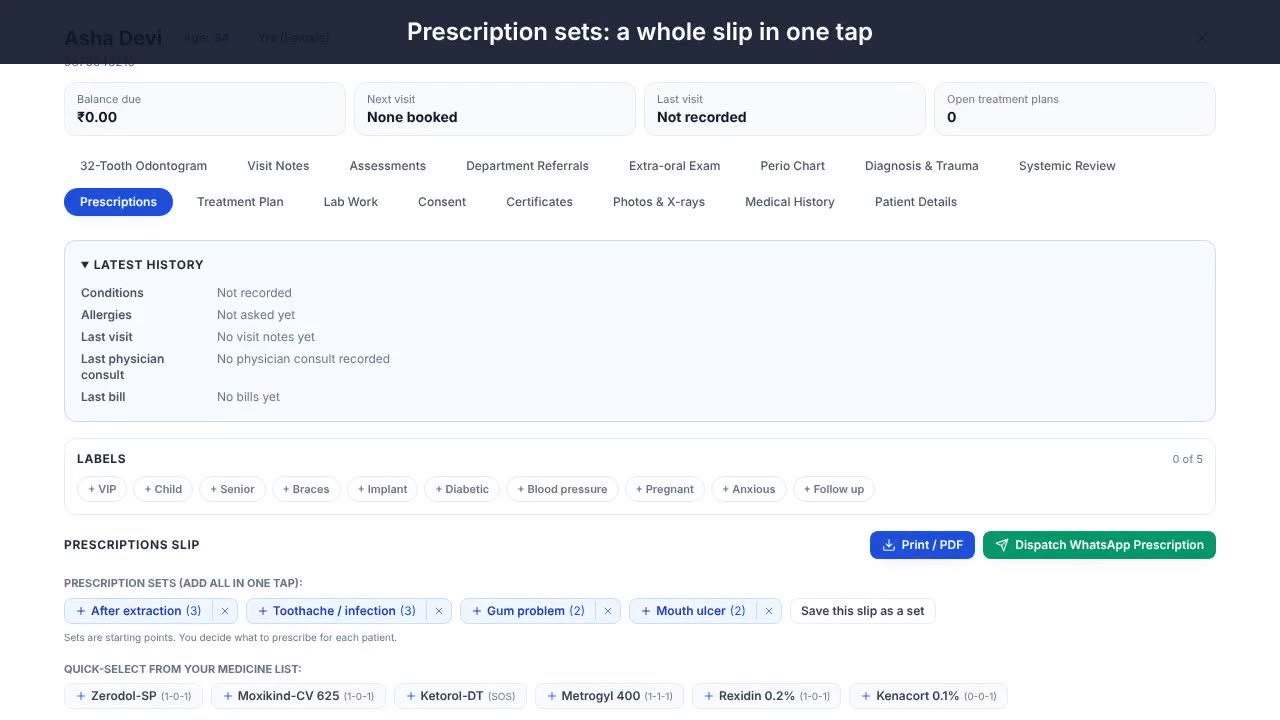 Prescription sets: a whole slip in one tap
Asha Devi
Balance due
₹0.00
Next visit
None booked
Last visit
Not recorded
Open treatment plans
0
32-Tooth Odontogram Visit Notes Assessments Department Referrals Extra-oral Exam Perio Chart Diagnosis & Trauma Systemic Review
Prescriptions Treatment Plan Lab Work Consent Certificates Photos & X-rays Medical History Patient Details
▼ LATEST HISTORY
Conditions Not recorded
Allergies Not asked yet
Last visit No visit notes yet
Last physician consult No physician consult recorded
Last bill No bills yet
LABELS 0 of 5
+ VIP + Child + Senior + Braces + Implant + Diabetic + Blood pressure + Pregnant + Anxious + Follow up
PRESCRIPTIONS SLIP Print / PDF Dispatch WhatsApp Prescription
PRESCRIPTION SETS (ADD ALL IN ONE TAP):
+ After extraction (3) × + Toothache / infection (3) × + Gum problem (2) × + Mouth ulcer (2) × Save this slip as a set
Sets are starting points. You decide what to prescribe for each patient.
QUICK-SELECT FROM YOUR MEDICINE LIST:
+ Zerodol-SP (1-0-1) + Moxikind-CV 625 (1-0-1) + Ketorol-DT (SOS) + Metrogyl 400 (1-1-1) + Rexidin 0.2% (1-0-1) + Kenacort 0.1% (0-0-1)